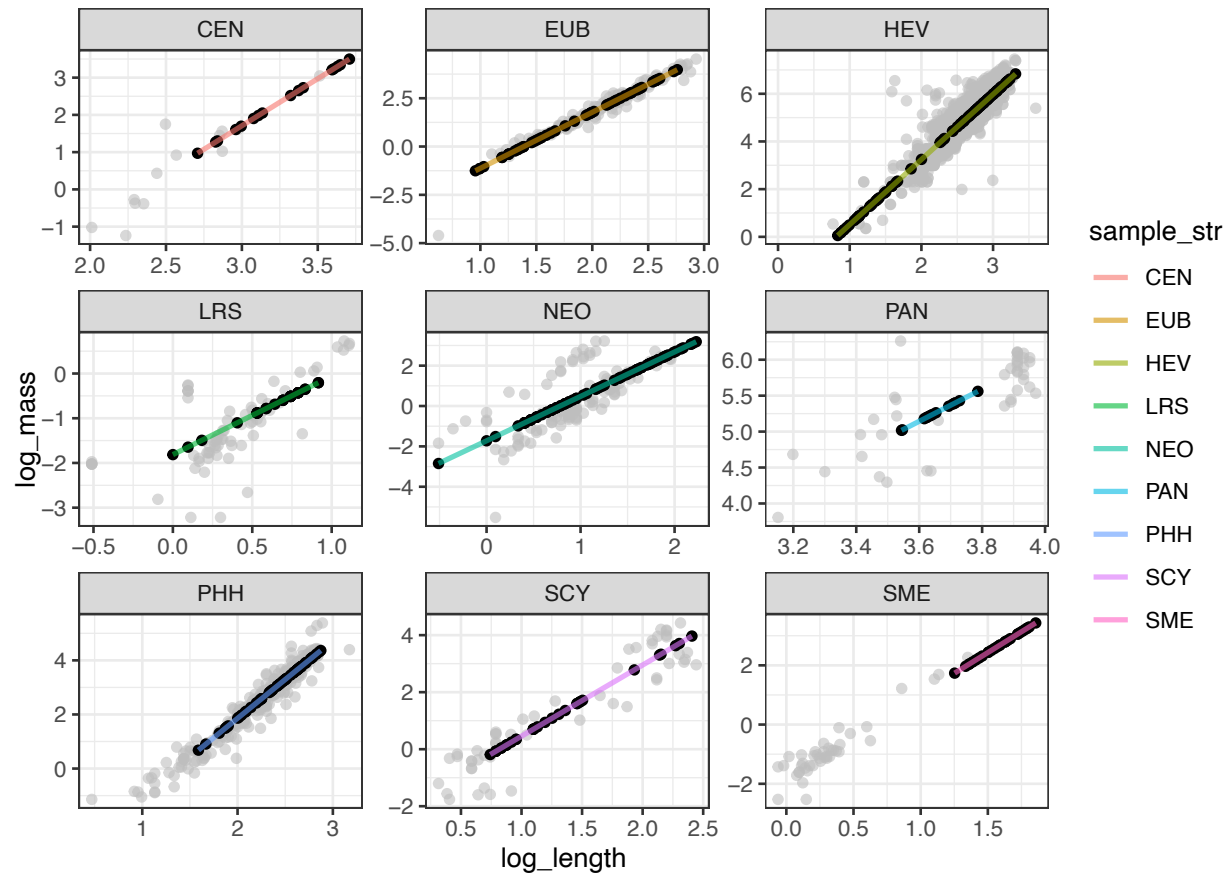 CEN EUB HEV
3
2
1
0
−1
2.0 2.5 3.0 3.5
2.5
0.0
−2.5
−5.0
1.0 1.5 2.0 2.5 3.0
6
4
2
0
0 1 2 3
LRS NEO PAN
0
−1
−2
−3
−0.5 0.0 0.5 1.0
2
0
−2
−4
0 1 2
6.0
5.5
5.0
4.5
4.0
3.2 3.4 3.6 3.8 4.0
PHH SCY SME
4
2
0
1 2 3
4
2
0
−2
0.5 1.0 1.5 2.0 2.5
2
0
−2
0.0 0.5 1.0 1.5
log_mass
log_length
sample_str
CEN
EUB
HEV
LRS
NEO
PAN
PHH
SCY
SME